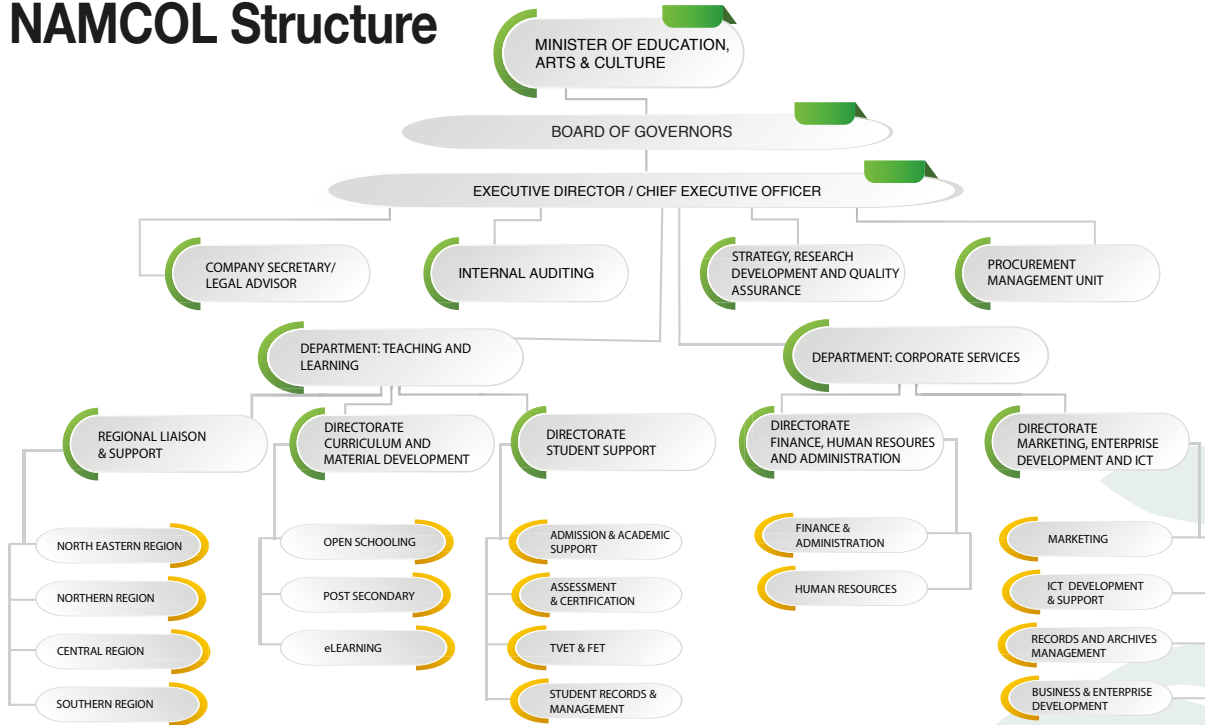 NAMCOL Structure
MINISTER OF EDUCATION,
ARTS & CULTURE
BOARD OF GOVERNORS
EXECUTIVE DIRECTOR / CHIEF EXECUTIVE OFFICER
COMPANY SECRETARY/
LEGAL ADVISOR
INTERNAL AUDITING
STRATEGY, RESEARCH
DEVELOPMENT AND QUALITY
ASSURANCE
PROCUREMENT
MANAGEMENT UNIT
DEPARTMENT: TEACHING AND
LEARNING
DEPARTMENT: CORPORATE SERVICES
REGIONAL LIAISON
& SUPPORT
DIRECTORATE
CURRICULUM AND
MATERIAL DEVELOPMENT
DIRECTORATE
STUDENT SUPPORT
DIRECTORATE
FINANCE, HUMAN RESOURES
AND ADMINISTRATION
DIRECTORATE
MARKETING, ENTERPRISE
DEVELOPMENT AND ICT
NORTH EASTERN REGION
NORTHERN REGION
CENTRAL REGION
SOUTHERN REGION
OPEN SCHOOLING
POST SECONDARY
eLEARNING
ADMISSION & ACADEMIC
SUPPORT
ASSESSMENT
& CERTIFICATION
TVET & FET
STUDENT RECORDS &
MANAGEMENT
FINANCE &
ADMINISTRATION
HUMAN RESOURCES
MARKETING
ICT DEVELOPMENT
& SUPPORT
RECORDS AND ARCHIVES
MANAGEMENT
BUSINESS & ENTERPRISE
DEVELOPMENT